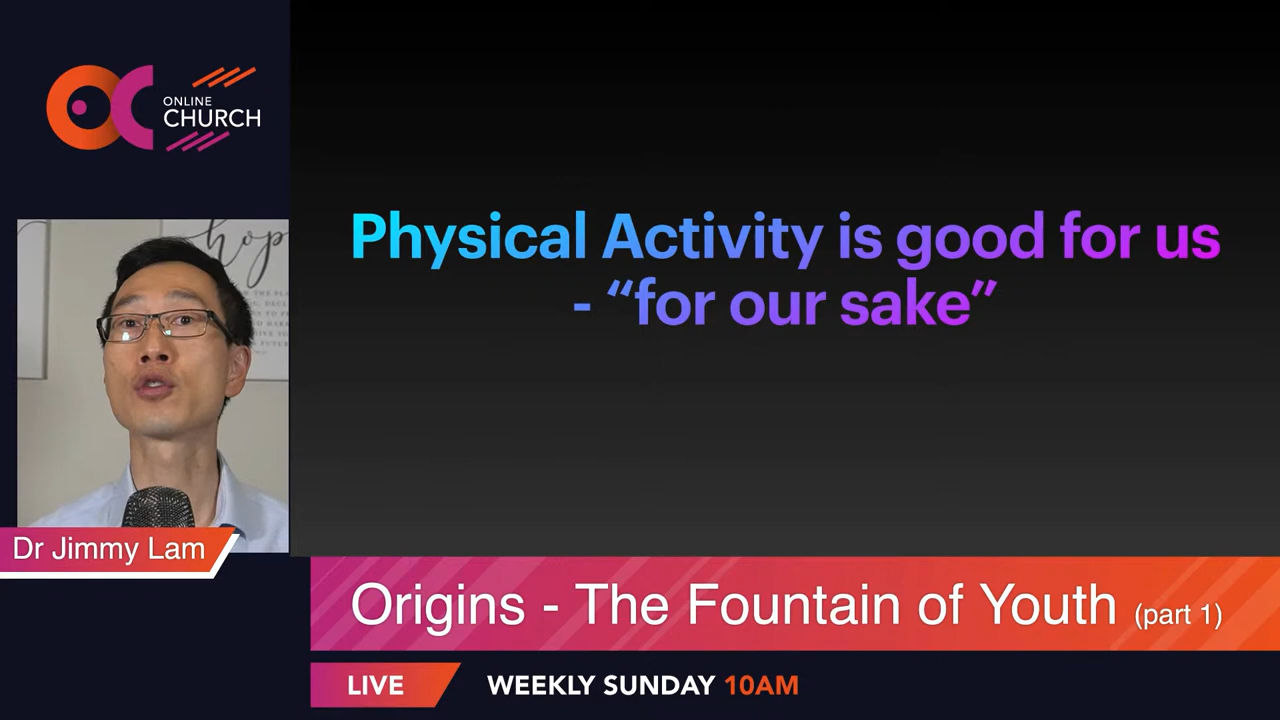 ONLINE
CHURCH
hop
Physical Activity is good for us
- “for our sake”
Dr Jimmy Lam
Origins - The Fountain of Youth (part 1)
LIVE
WEEKLY SUNDAY 10AM